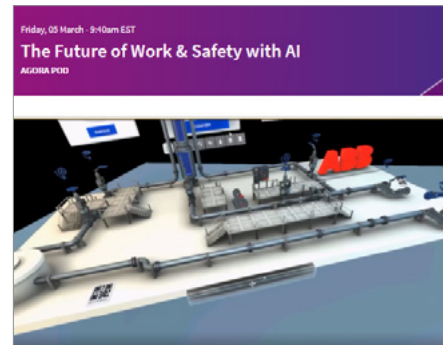 Friday, 05 March - 9:40am EST
The Future of Work & Safety with AI
AGORA POD
ABB